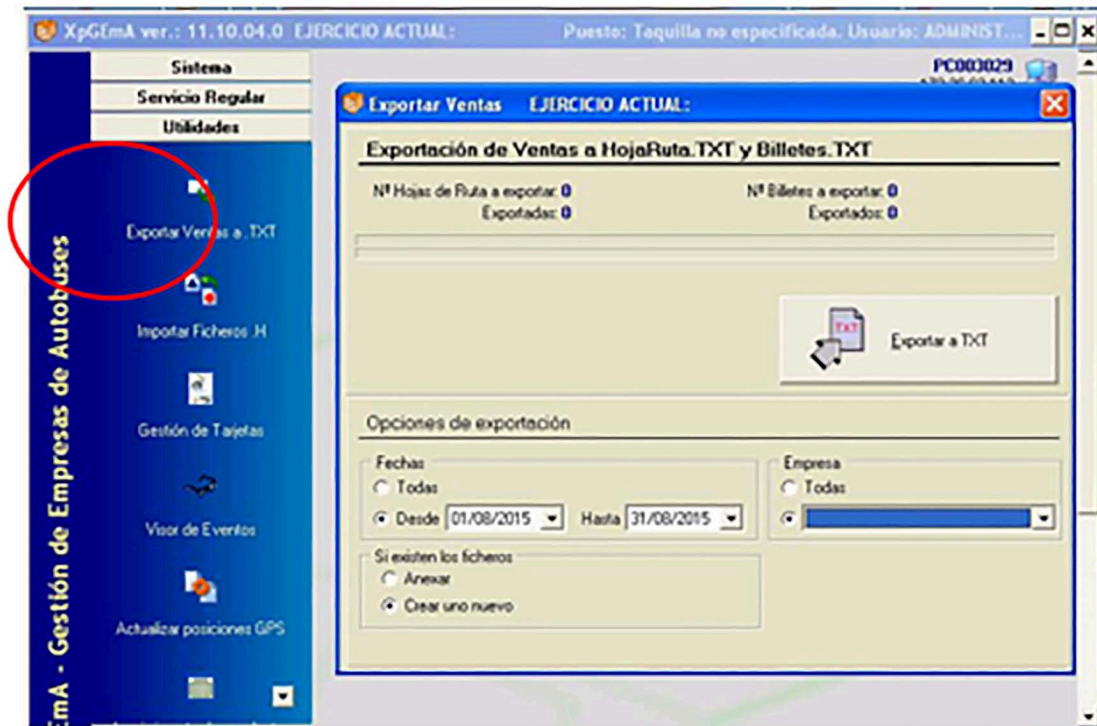 XpGEmA ver.: 11.10.04.0 EJERCICIO ACTUAL: Puesto: Taquilla no especificada. Usuario: ADMINIST...
Sistema
Servicio Regular
Utilidades
Exportar Ventas a .TXT
Importar Ficheros .H
Gestión de Tarjetas
Visor de Eventos
Actualizar posiciones GPS
EmA - Gestión de Empresas de Autobuses
PC003029
Exportar Ventas EJERCICIO ACTUAL:
Exportación de Ventas a HojaRuta.TXT y Billetes.TXT
Nº Hojas de Ruta a exportar: 0 Nº Billetes a exportar: 0
Exportadas: 0 Exportados: 0
TXT
Exportar a TXT
Opciones de exportación
Fechas
Todas
Desde 01/08/2015 Hasta 31/08/2015
Empresa
Todas
Si existen los ficheros
Anexar
Crear uno nuevo